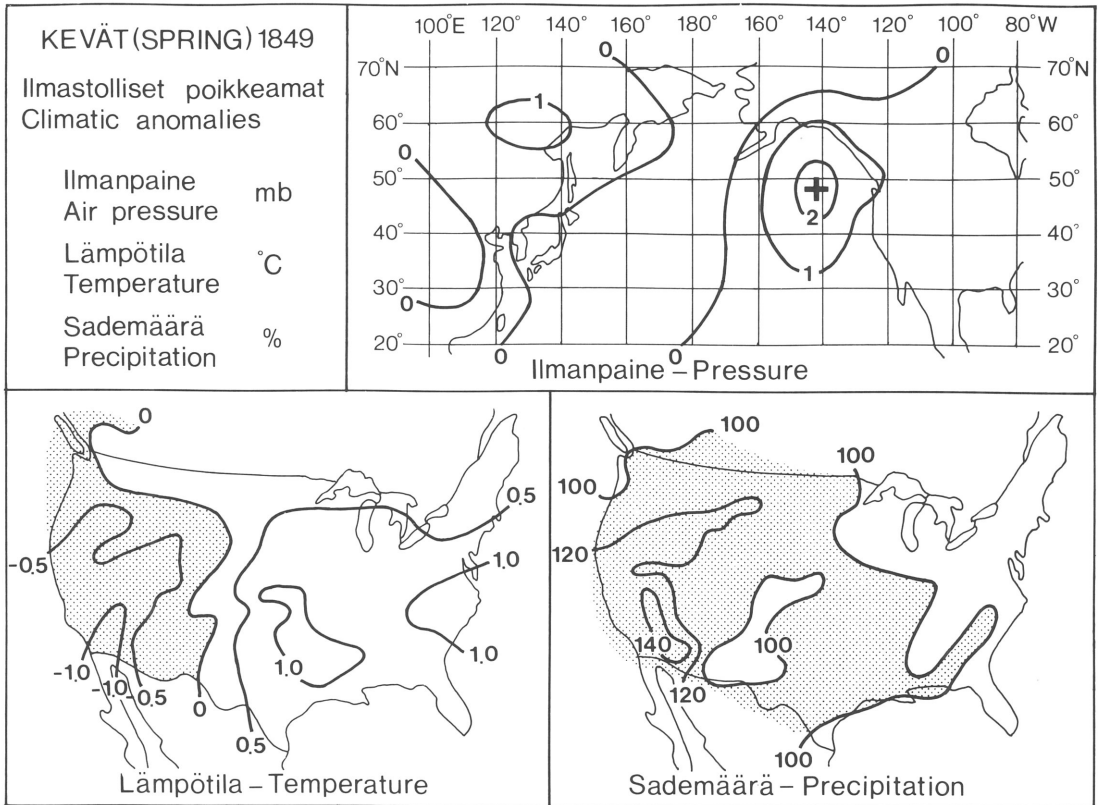 KEVÄT (SPRING) 1849
Ilmastolliset poikkeamat
Climatic anomalies
Ilmanpaine
Air pressure
mb
Lämpötila
Temperature
°C
Sademäärä
Precipitation
%
100°E 120° 140° 160° 180° 160° 140° 120° 100° 80°W
70°N 70°N
60° 60°
50° 50°
40° 40°
30° 30°
20° 20°
0 0
1
0
+
2
1
0
0 0
Ilmanpaine – Pressure
0
0.5
-0.5
1.0
1.0
1.0
-1.0
-1.0
-0.5
0
0.5
Lämpötila – Temperature
100
100
100
120
140
100
120
100
Sademäärä – Precipitation